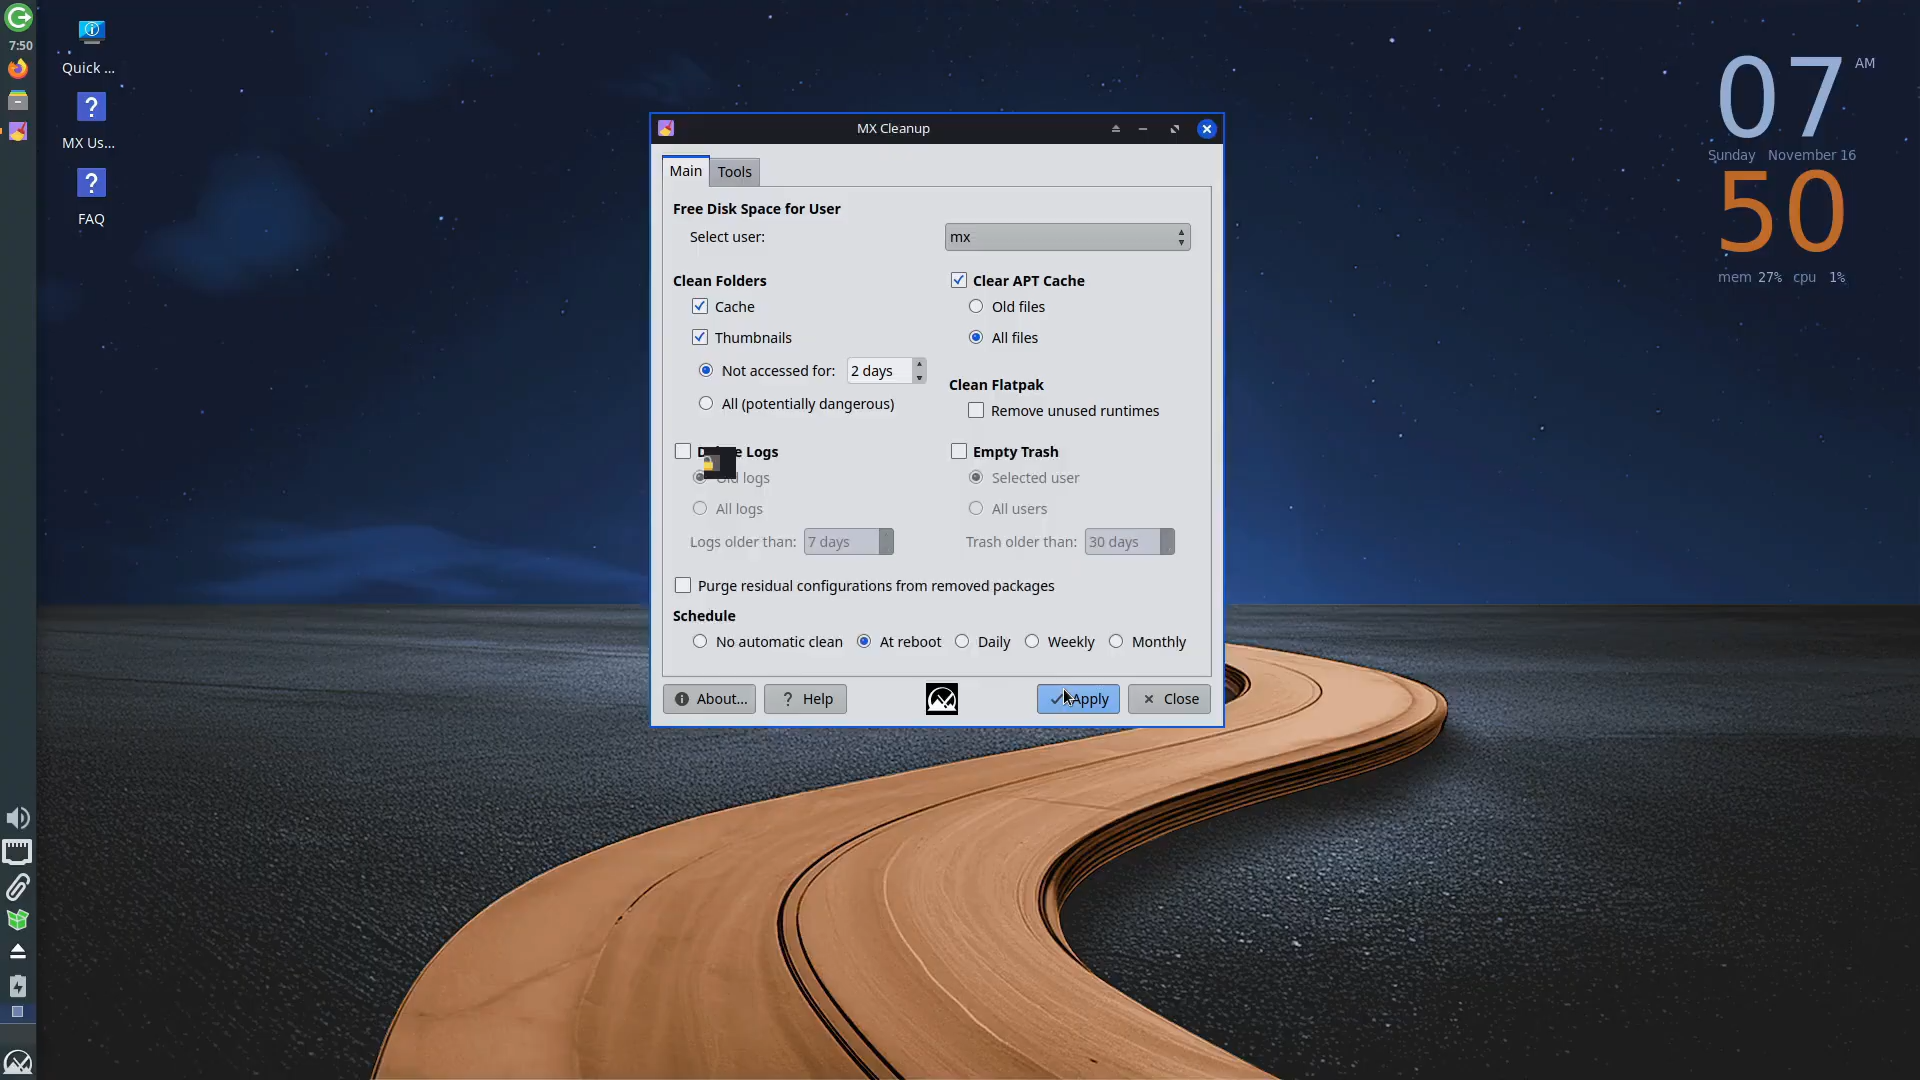 7:50
Quick ...
MX Us...
FAQ
07 AM
Sunday November 16
50
mem 27% cpu 1%
MX Cleanup
Main Tools
Free Disk Space for User
Select user: mx
Clean Folders
Cache
Thumbnails
Not accessed for: 2 days
All (potentially dangerous)
Clear APT Cache
Old files
All files
Clean Flatpak
Remove unused runtimes
Logs
Old logs
All logs
Logs older than: 7 days
Empty Trash
Selected user
All users
Trash older than: 30 days
Purge residual configurations from removed packages
Schedule
No automatic clean At reboot Daily Weekly Monthly
About... Help Apply Close